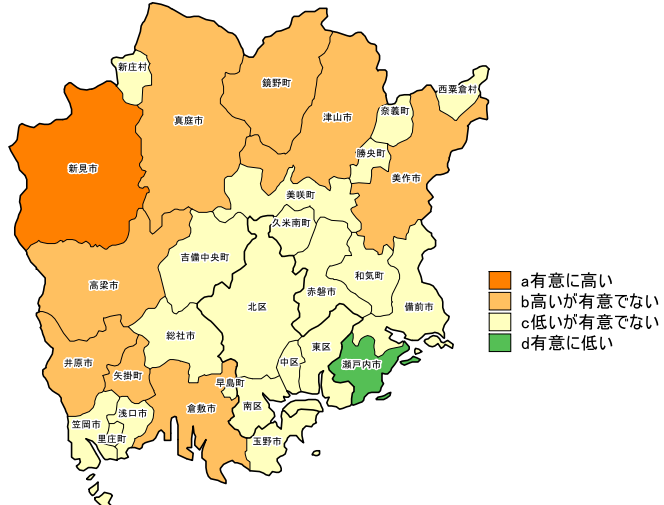 新庄村
鏡野町
西粟倉村
奈義町
真庭市
津山市
勝央町
新見市
美作市
美咲町
久米南町
吉備中央町
和気町
高梁市
赤磐市
北区
備前市
総社市
東区
中区
井原市
瀬戸内市
矢掛町
早島町
倉敷市
南区
浅口市
笠岡市
里庄町
玉野市
a有意に高い
b高いが有意でない
c低いが有意でない
d有意に低い